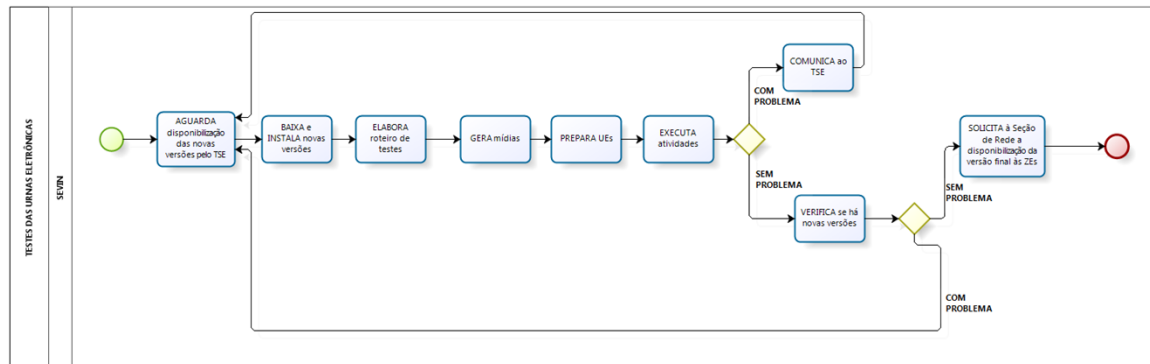 TESTES DAS URNAS ELETRÔNICAS
SEVIN
AGUARDA
disponibilização
das novas
versões pelo TSE
BAIXA e
INSTALA novas
versões
ELABORA
roteiro de
testes
GERA mídias
PREPARA UEs
EXECUTA
atividades
COM
PROBLEMA
COMUNICA ao
TSE
SEM
PROBLEMA
VERIFICA se há
novas versões
SEM
PROBLEMA
SOLICITA à Seção
de Rede a
disponibilização da
versão final às ZEs
COM
PROBLEMA